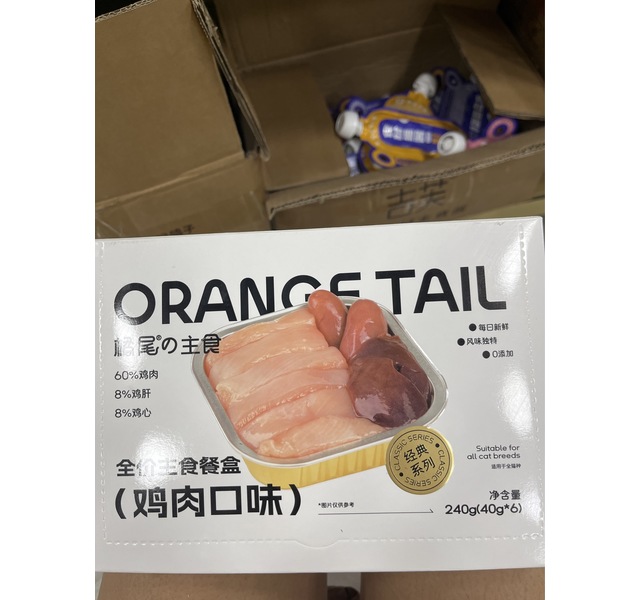 ORANGE TAIL
橘尾®の主食
60%鸡肉
8%鸡肝
8%鸡心
每日新鲜
风味独特
0添加
CLASSIC SERIES
经典
系列
CLASSIC SERIES
Suitable for
all cat breeds
适用于全猫种
全价主食餐盒
(鸡肉口味)
*图片仅供参考
净含量
240g(40g*6)